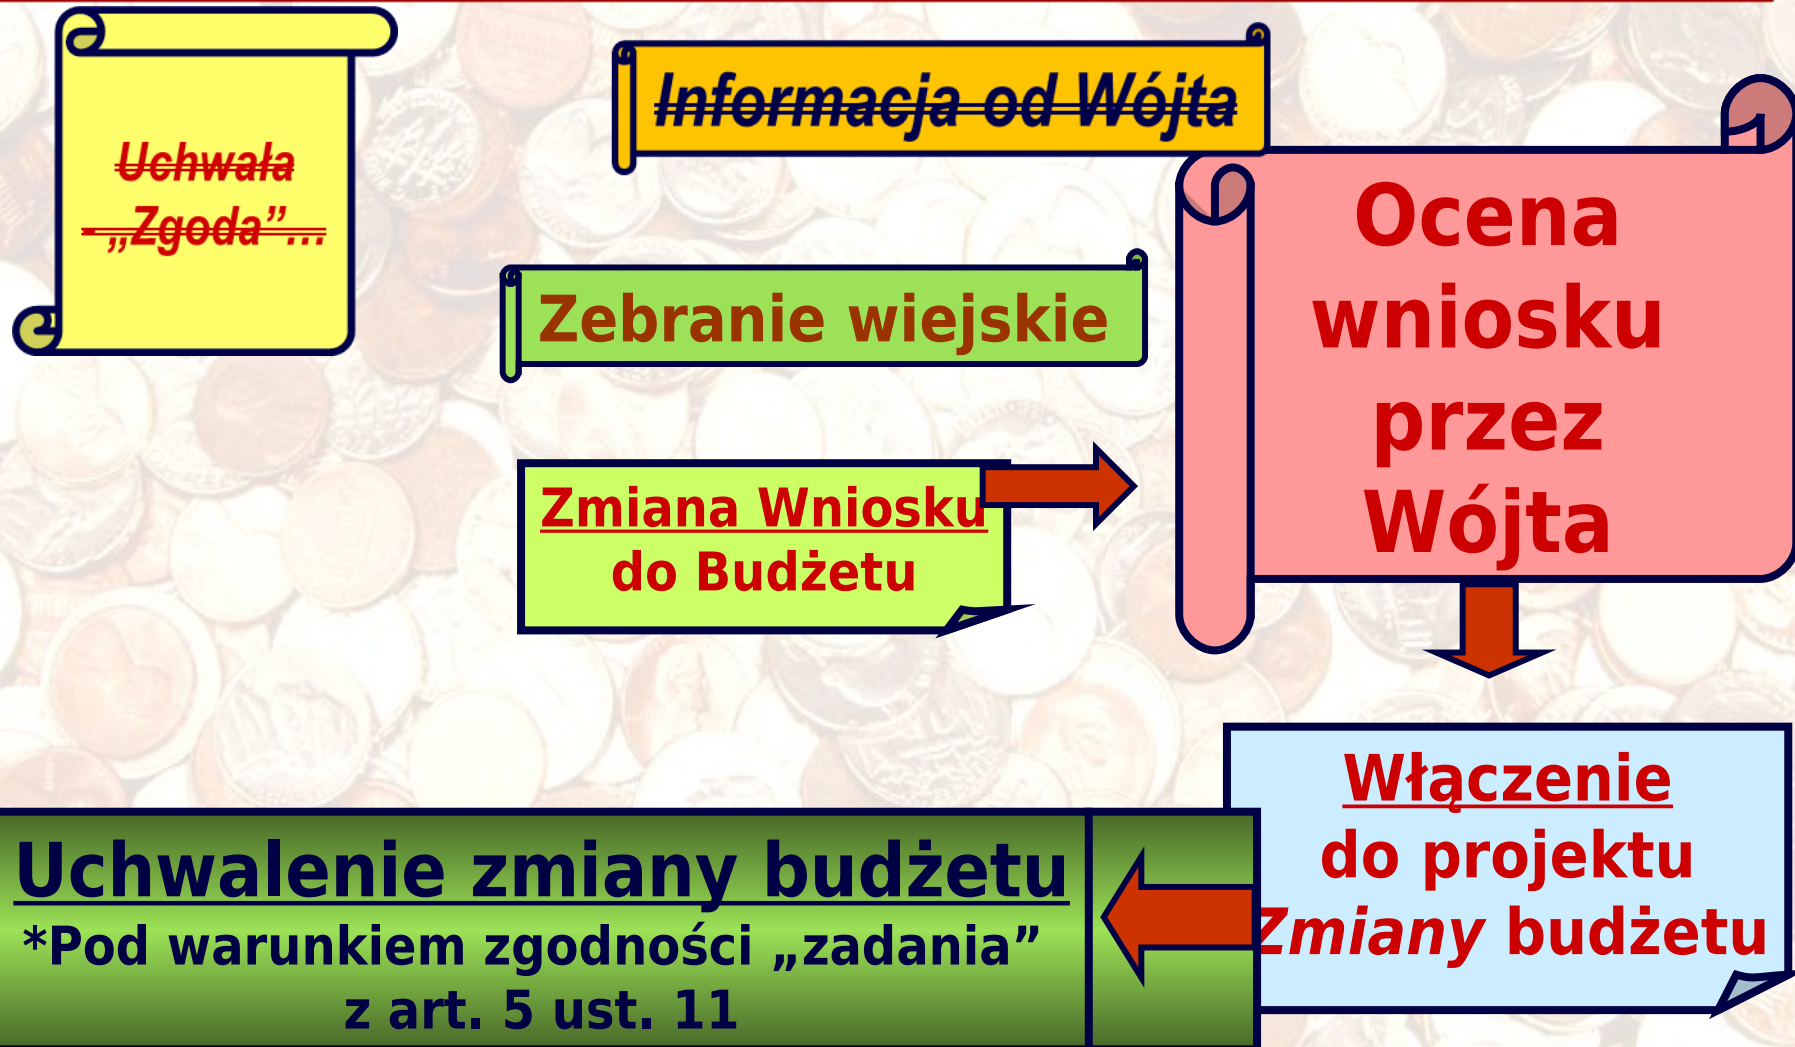 Uchwała
- „Zgoda”...
Informacja od Wójta
Zebranie wiejskie
Zmiana Wniosku
do Budżetu
Ocena
wniosku
przez
Wójta
Włączenie
do projektu
Zmiany budżetu
Uchwalenie zmiany budżetu
*Pod warunkiem zgodności „zadania”
z art. 5 ust. 11